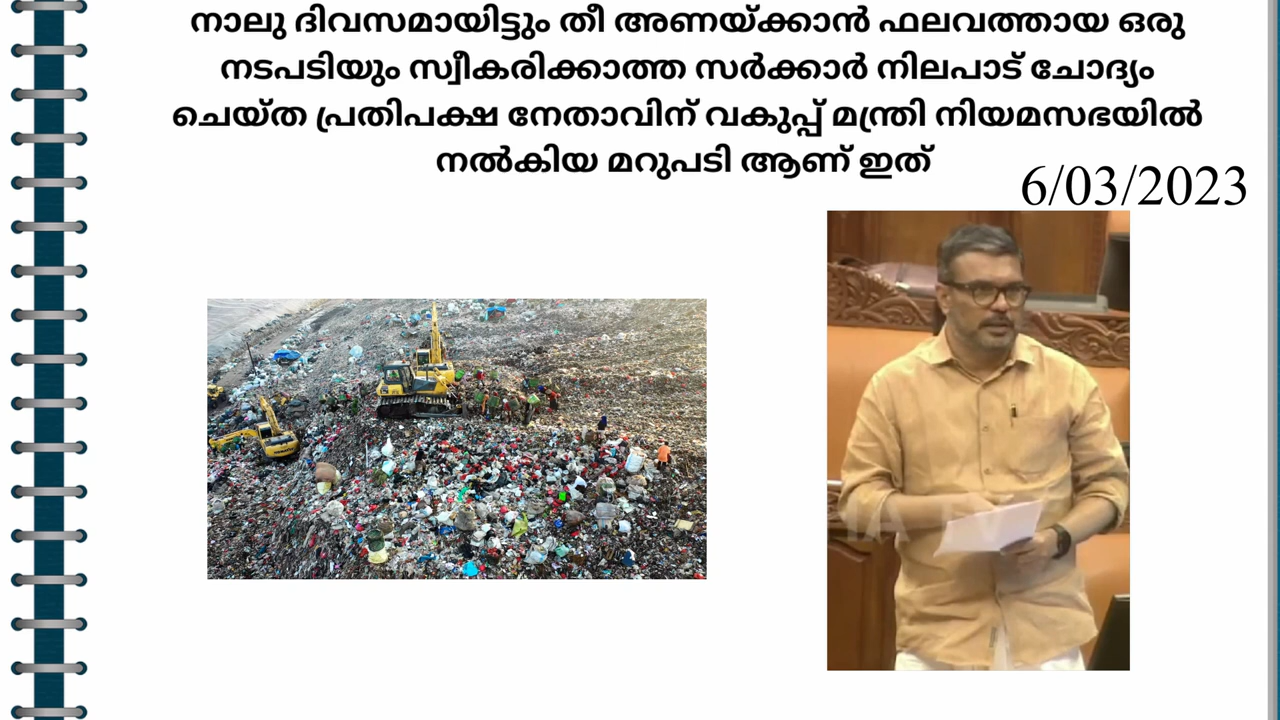 നാലു ദിവസമായിട്ടും തീ അണയ്ക്കാൻ ഫലവത്തായ ഒരു
നടപടിയും സ്വീകരിക്കാത്ത സർക്കാർ നിലപാട് ചോദ്യം
ചെയ്ത പ്രതിപക്ഷ നേതാവിന് വകുപ്പ് മന്ത്രി നിയമസഭയിൽ
നൽകിയ മറുപടി ആണ് ഇത്
6/03/2023